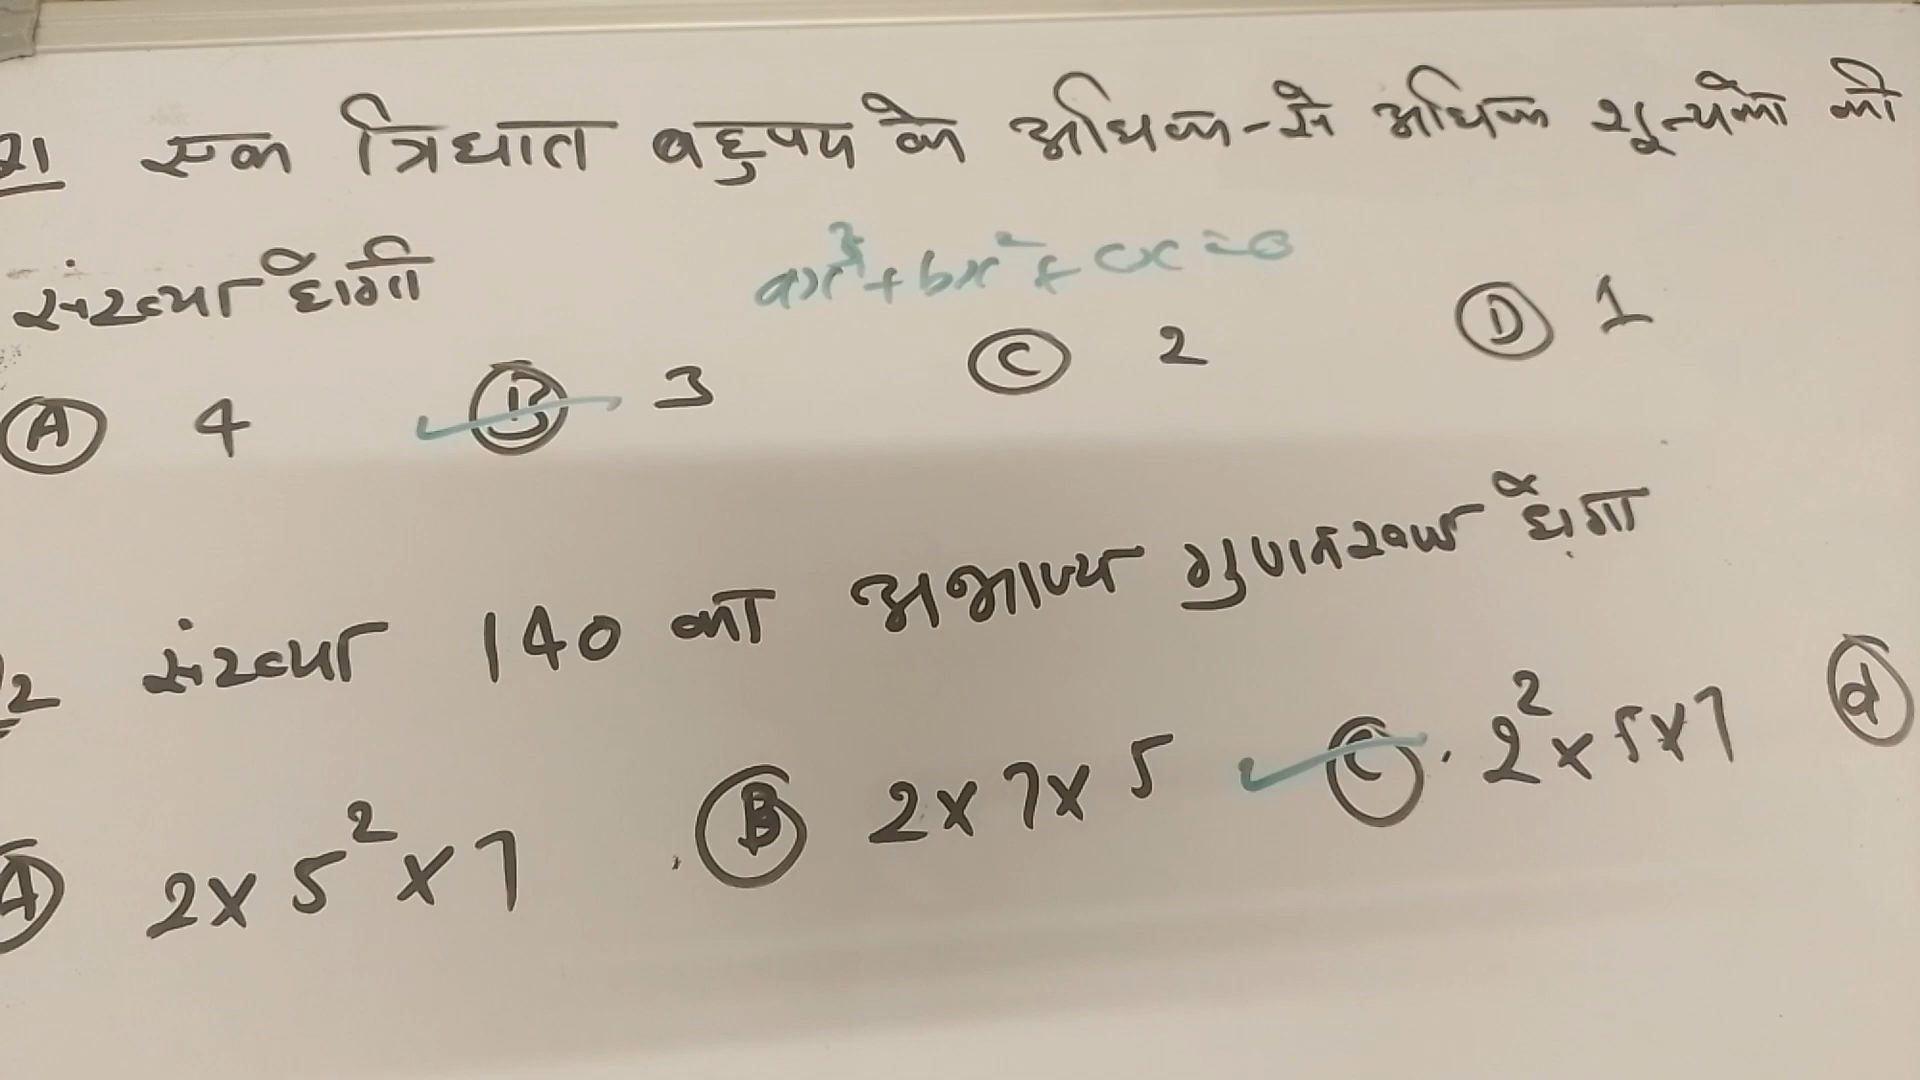 Q1 एक त्रिघात बहुपद के अधिक-से अधिक शून्यकों की
संख्या होगी
ax³+bx²+cx=0
(A) 4 (B) 3 (C) 2 (D) 1
2 संख्या 140 का अभाज्य गुणनखण्ड होगा
(A) 2×5²×7 (B) 2×7×5 (C) 2²×5×7 (d)